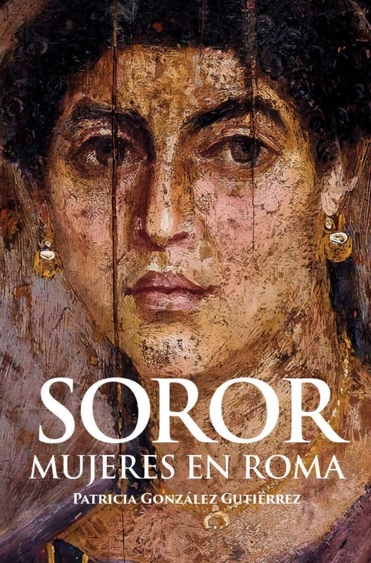 SOROR
MUJERES EN ROMA
PATRICIA GONZÁLEZ GUTIÉRREZ